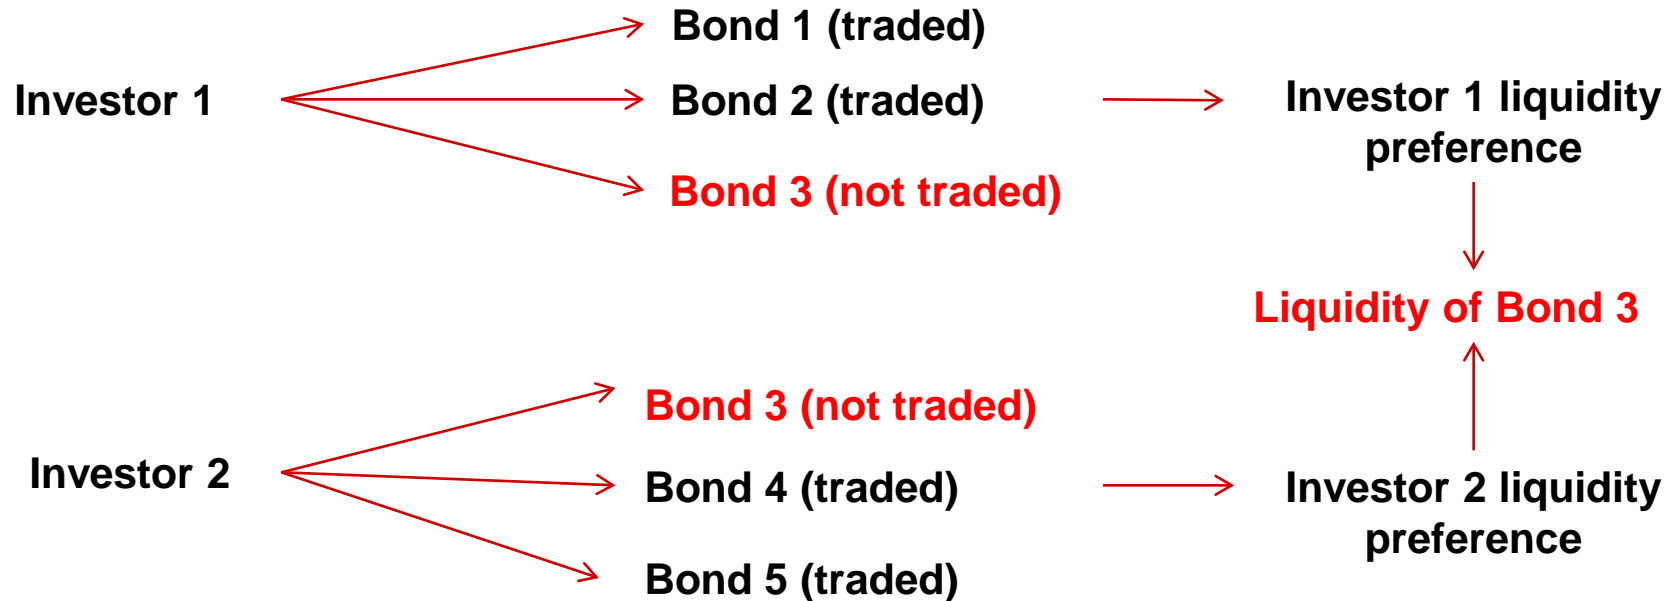 Bond 1 (traded)
Investor 1
Bond 2 (traded)
Investor 1 liquidity
preference
Bond 3 (not traded)
Liquidity of Bond 3
Bond 3 (not traded)
Investor 2
Bond 4 (traded)
Investor 2 liquidity
preference
Bond 5 (traded)